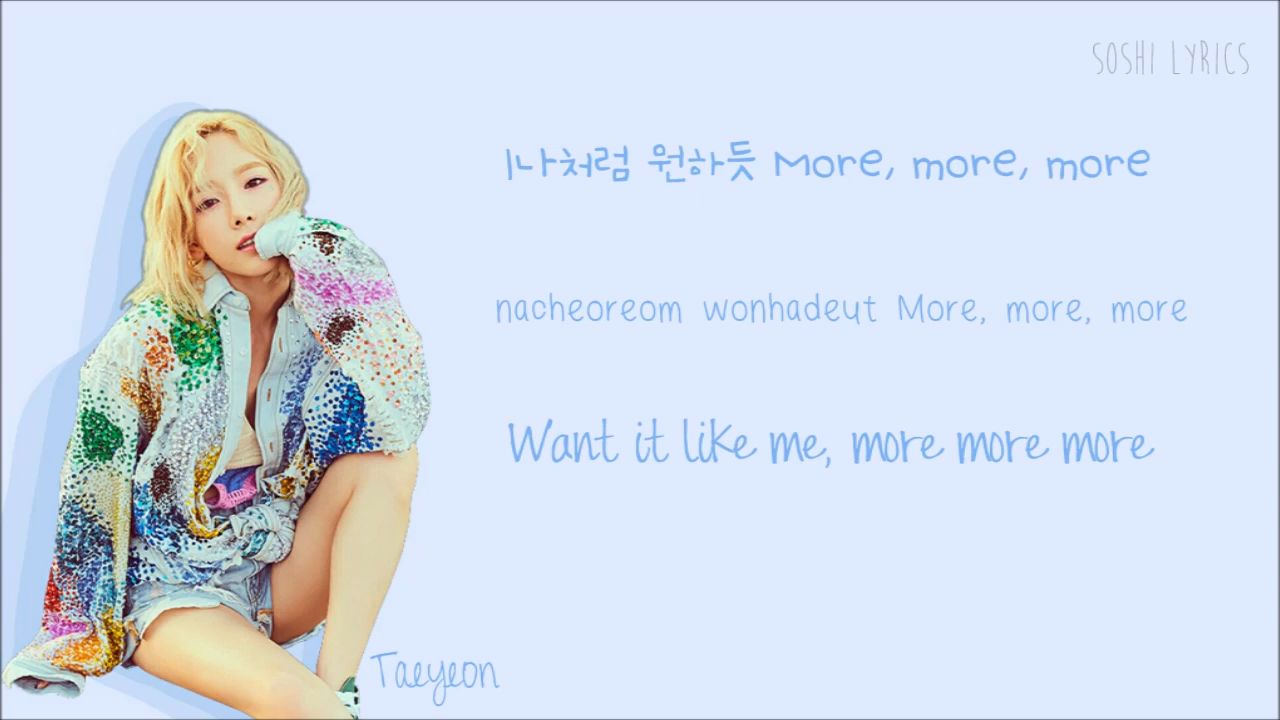 SOSHI LYRICS
나처럼 원하듯 More, more, more
nacheoreom wonhadeut More, more, more
Want it like me, more more more
Taeyeon